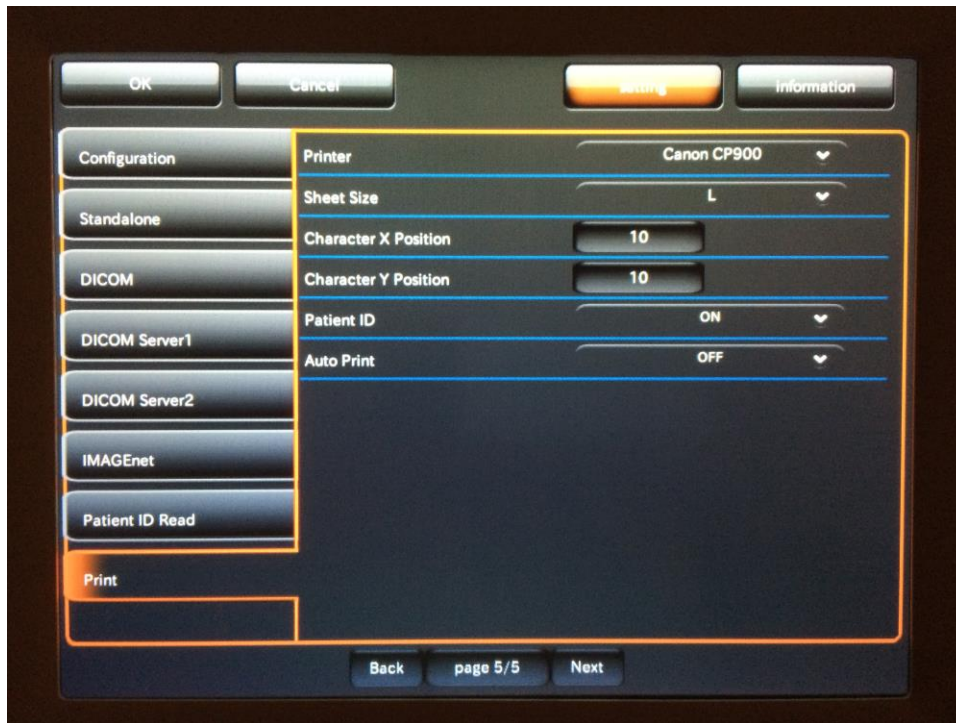 OK Cancel Setting Information
Configuration
Standalone
DICOM
DICOM Server1
DICOM Server2
IMAGEnet
Patient ID Read
Print
Printer Canon CP900
Sheet Size L
Character X Position 10
Character Y Position 10
Patient ID ON
Auto Print OFF
Back page 5/5 Next